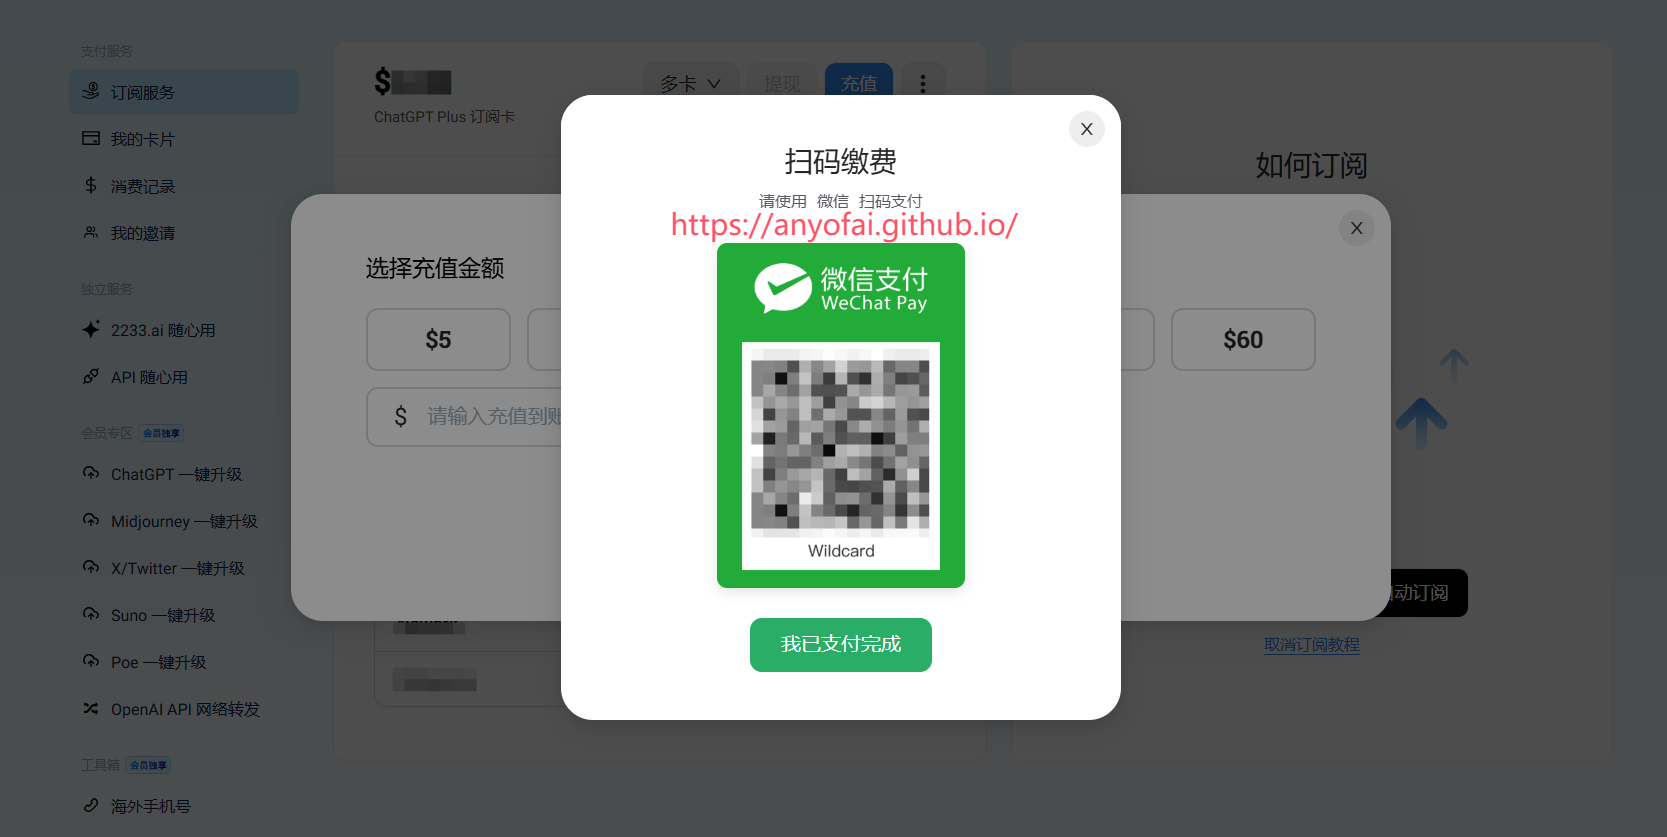 支付服务
订阅服务
我的卡片
消费记录
我的邀请
独立服务
2233.ai 随心用
API 随心用
会员专区 会员独享
ChatGPT 一键升级
Midjourney 一键升级
X/Twitter 一键升级
Suno 一键升级
Poe 一键升级
OpenAI API 网络转发
工具箱 会员独享
海外手机号
$
多卡
提现
充值
ChatGPT Plus 订阅卡
选择充值金额
$5
$60
$ 请输入充值到账
X
扫码缴费
请使用 微信 扫码支付
https://anyofai.github.io/
微信支付
WeChat Pay
Wildcard
我已支付完成
X
如何订阅
动订阅
取消订阅教程